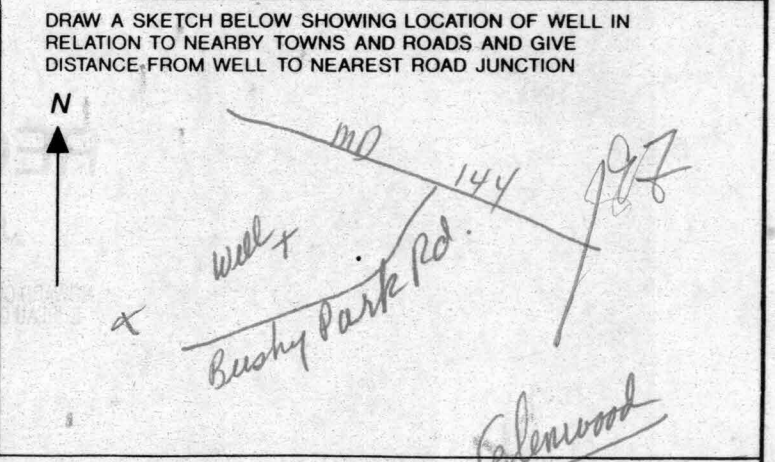 DRAW A SKETCH BELOW SHOWING LOCATION OF WELL IN
RELATION TO NEARBY TOWNS AND ROADS AND GIVE
DISTANCE FROM WELL TO NEAREST ROAD JUNCTION
N
MD 144
97
Well +
x
Bushy Park Rd.
Glenwood